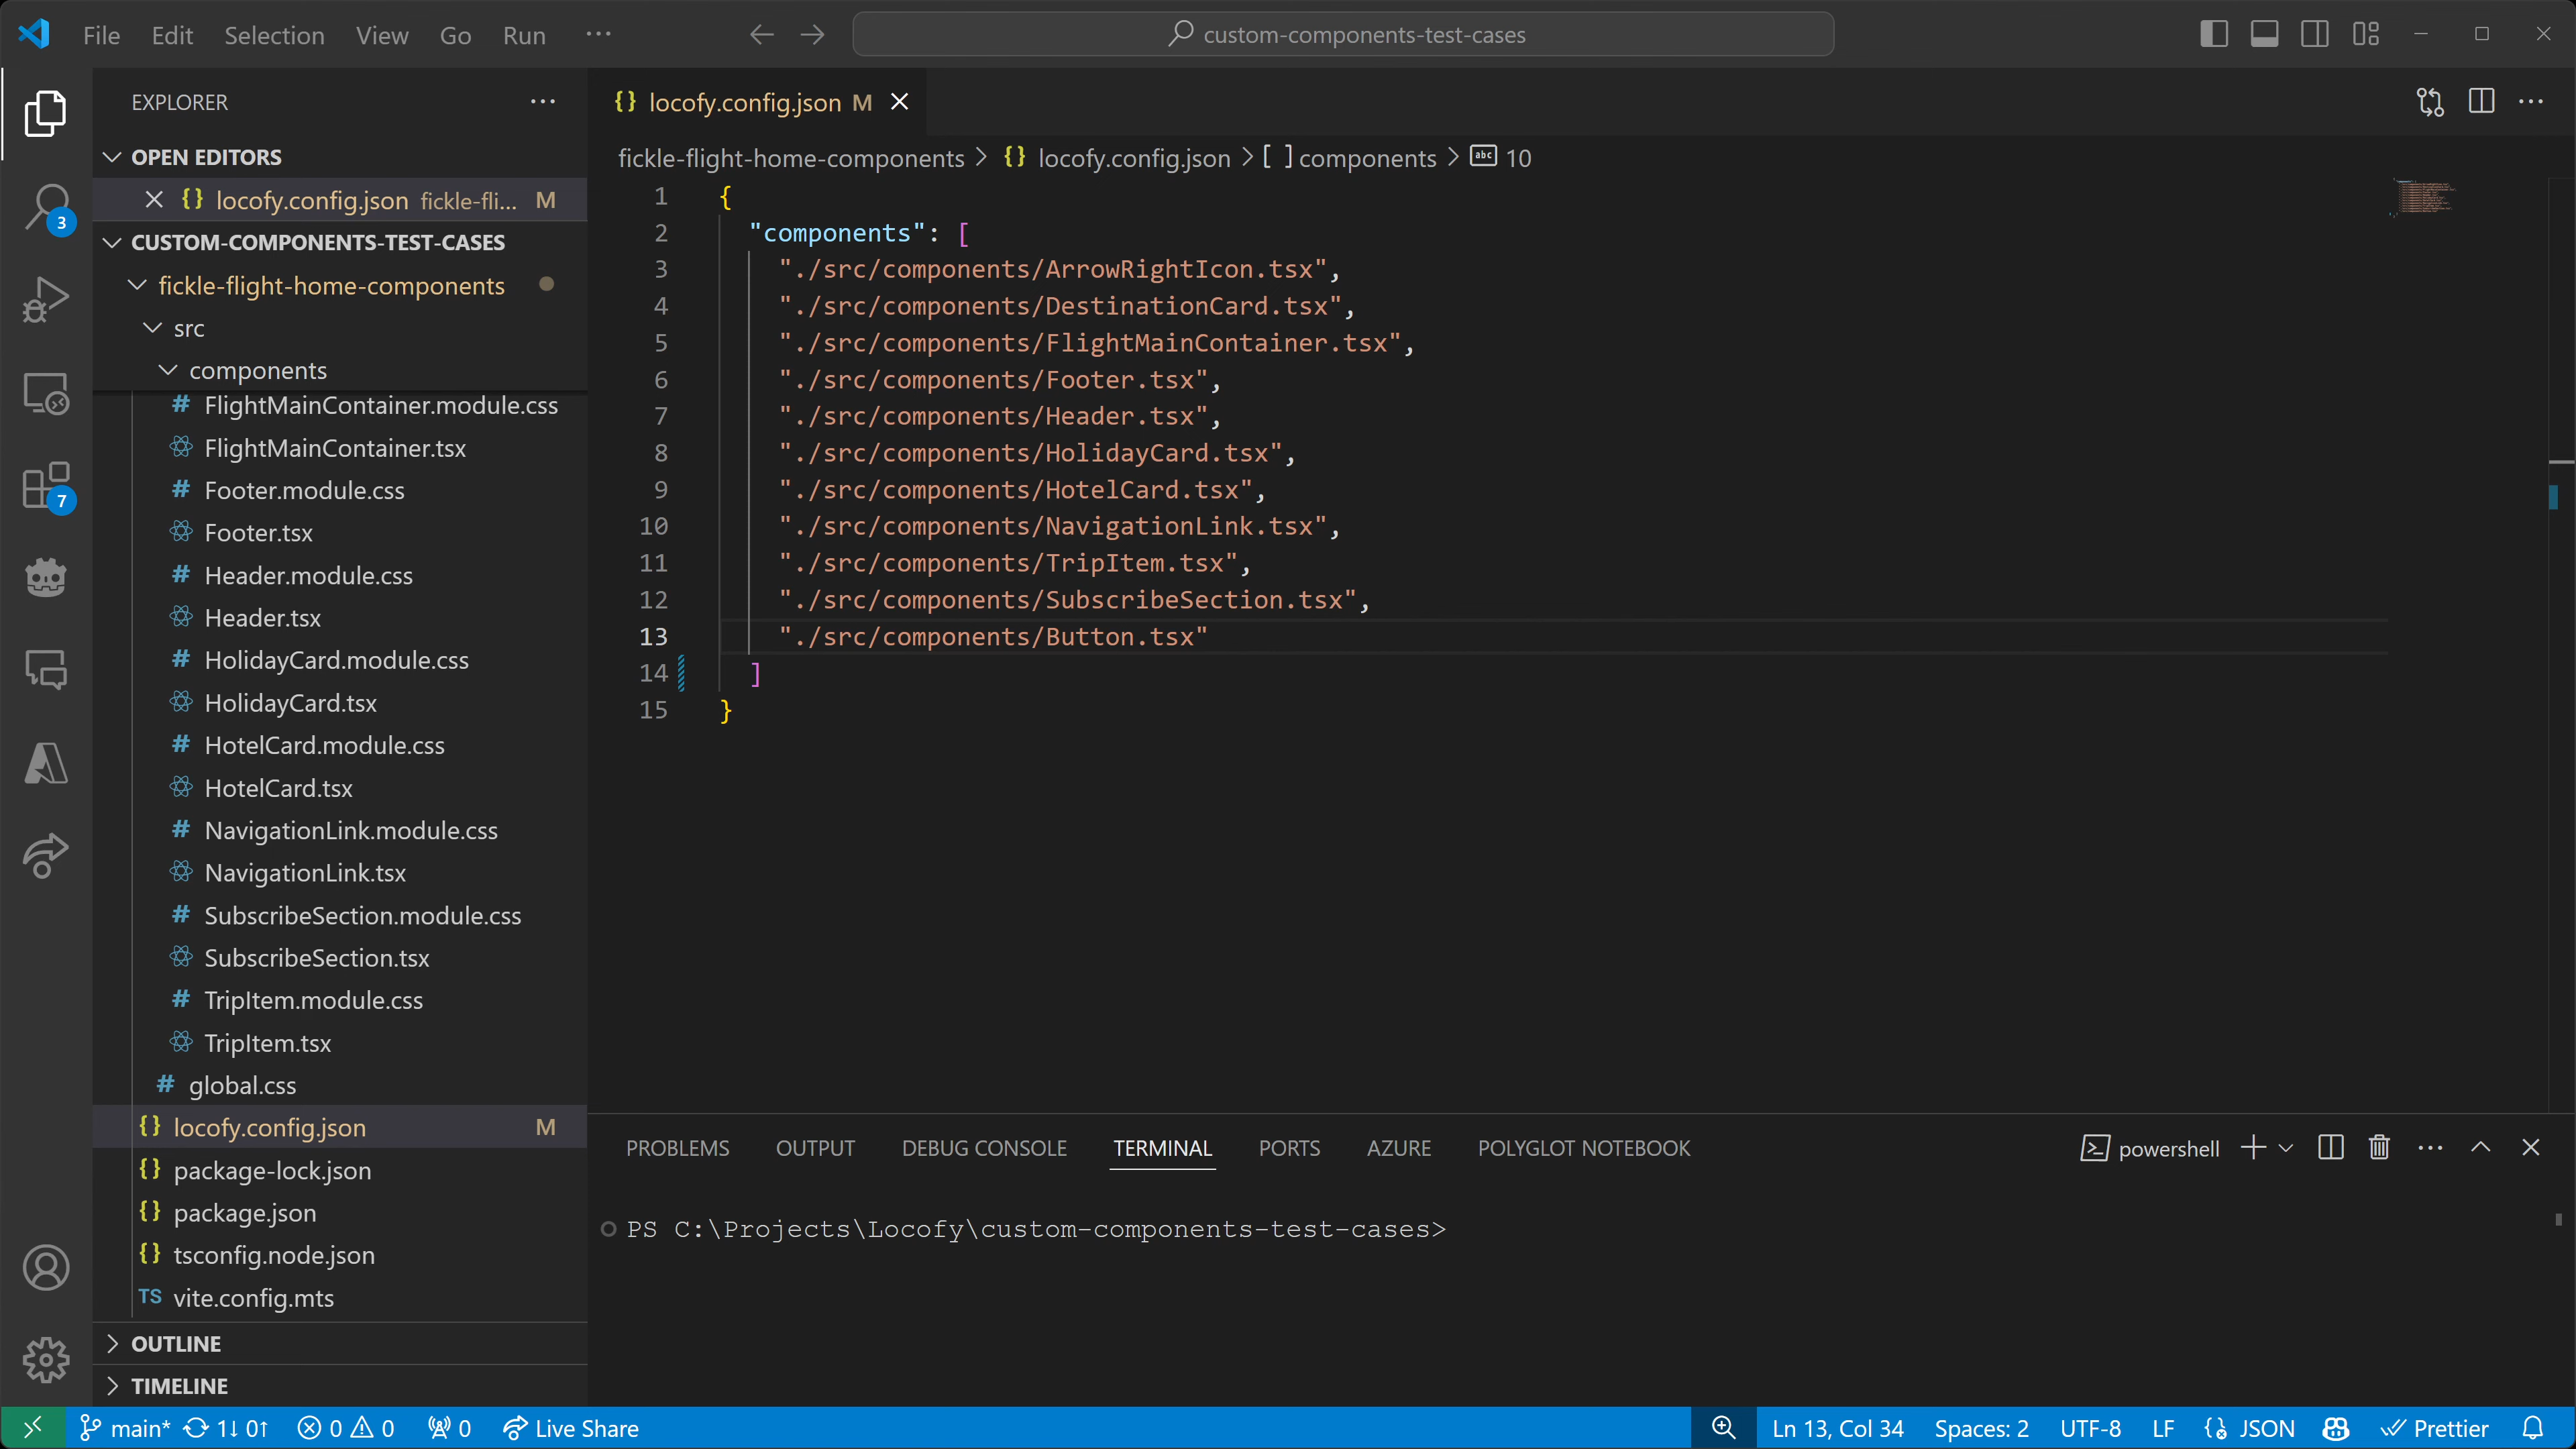 File Edit Selection View Go Run ··· custom-components-test-cases
EXPLORER ···
OPEN EDITORS
{} locofy.config.json fickle-fli... M
CUSTOM-COMPONENTS-TEST-CASES
fickle-flight-home-components
src
components
# FlightMainContainer.module.css
FlightMainContainer.tsx
# Footer.module.css
Footer.tsx
# Header.module.css
Header.tsx
# HolidayCard.module.css
HolidayCard.tsx
# HotelCard.module.css
HotelCard.tsx
# NavigationLink.module.css
NavigationLink.tsx
# SubscribeSection.module.css
SubscribeSection.tsx
# TripItem.module.css
TripItem.tsx
# global.css
{} locofy.config.json M
{} package-lock.json
{} package.json
{} tsconfig.node.json
TS vite.config.mts
OUTLINE
TIMELINE
3
7
{} locofy.config.json M
fickle-flight-home-components > {} locofy.config.json > [ ] components > abc 10
1 {
2 "components": [
3 "./src/components/ArrowRightIcon.tsx",
4 "./src/components/DestinationCard.tsx",
5 "./src/components/FlightMainContainer.tsx",
6 "./src/components/Footer.tsx",
7 "./src/components/Header.tsx",
8 "./src/components/HolidayCard.tsx",
9 "./src/components/HotelCard.tsx",
10 "./src/components/NavigationLink.tsx",
11 "./src/components/TripItem.tsx",
12 "./src/components/SubscribeSection.tsx",
13 "./src/components/Button.tsx"
14 ]
15 }
PROBLEMS OUTPUT DEBUG CONSOLE TERMINAL PORTS AZURE POLYGLOT NOTEBOOK powershell
PS C:\Projects\Locofy\custom-components-test-cases>
main* 1↓ 0↑ 0 0 0 Live Share Ln 13, Col 34 Spaces: 2 UTF-8 LF {} JSON Prettier